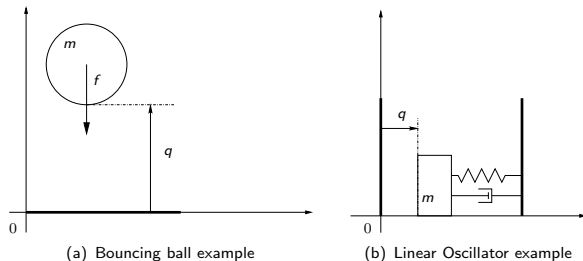 m
f
q
0
(a) Bouncing ball example
q
m
0
(b) Linear Oscillator example